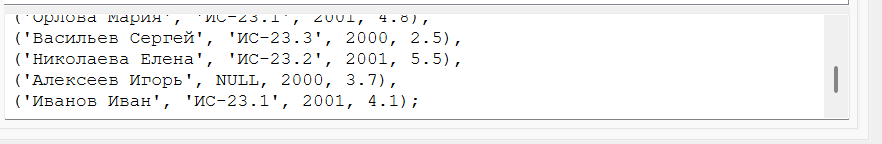 ('Орлова Мария', 'ИС-23.1', 2001, 4.8),
('Васильев Сергей', 'ИС-23.3', 2000, 2.5),
('Николаева Елена', 'ИС-23.2', 2001, 5.5),
('Алексеев Игорь', NULL, 2000, 3.7),
('Иванов Иван', 'ИС-23.1', 2001, 4.1);